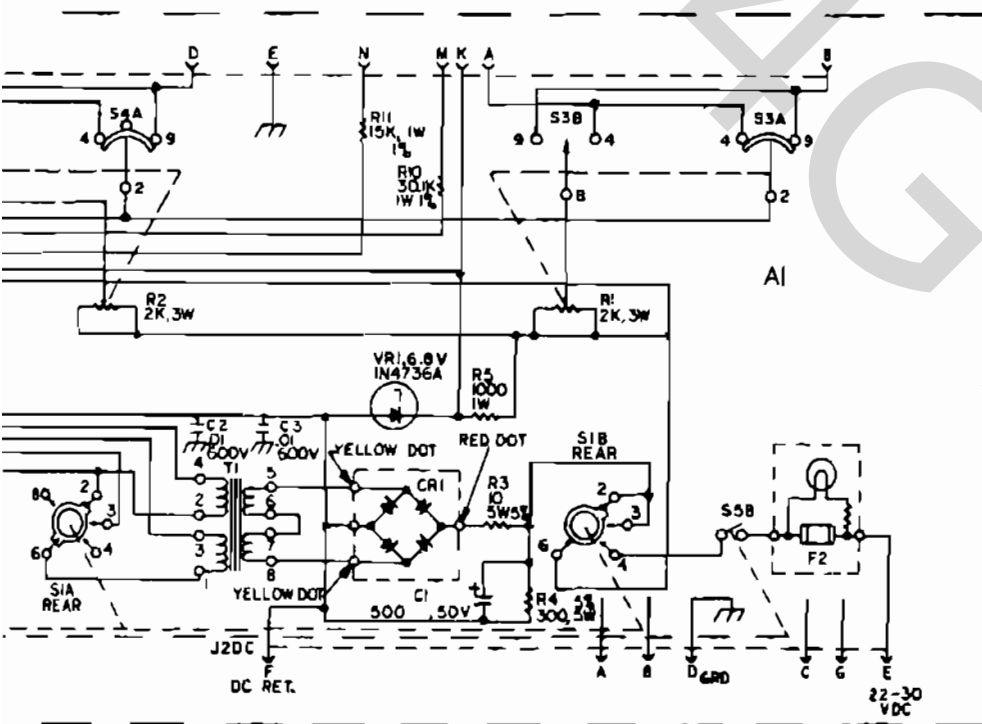 D E N M K A B
S4A
4 9
2
R11
15K, 1W
1%
R10
30.1K
1W 1%
S3B
9 4
8
S3A
4 9
2
A1
R2
2K, 3W
R1
2K, 3W
VR1, 6.8V
1N4736A
R5
1000
1W
C2
.01
600V
C3
.01
600V
YELLOW DOT
RED DOT
S1B
REAR
T1
4
2
3
1
5
6
7
8
CR1
R3
10
5W5%
2
3
4
6
S5B
F2
8
2
3
4
6
S1A
REAR
YELLOW DOT
C1
500 , 50V
+
R4 5%
300, 5W
J2DC
F
DC RET.
A B D GRD C G E
22-30
VDC
4G